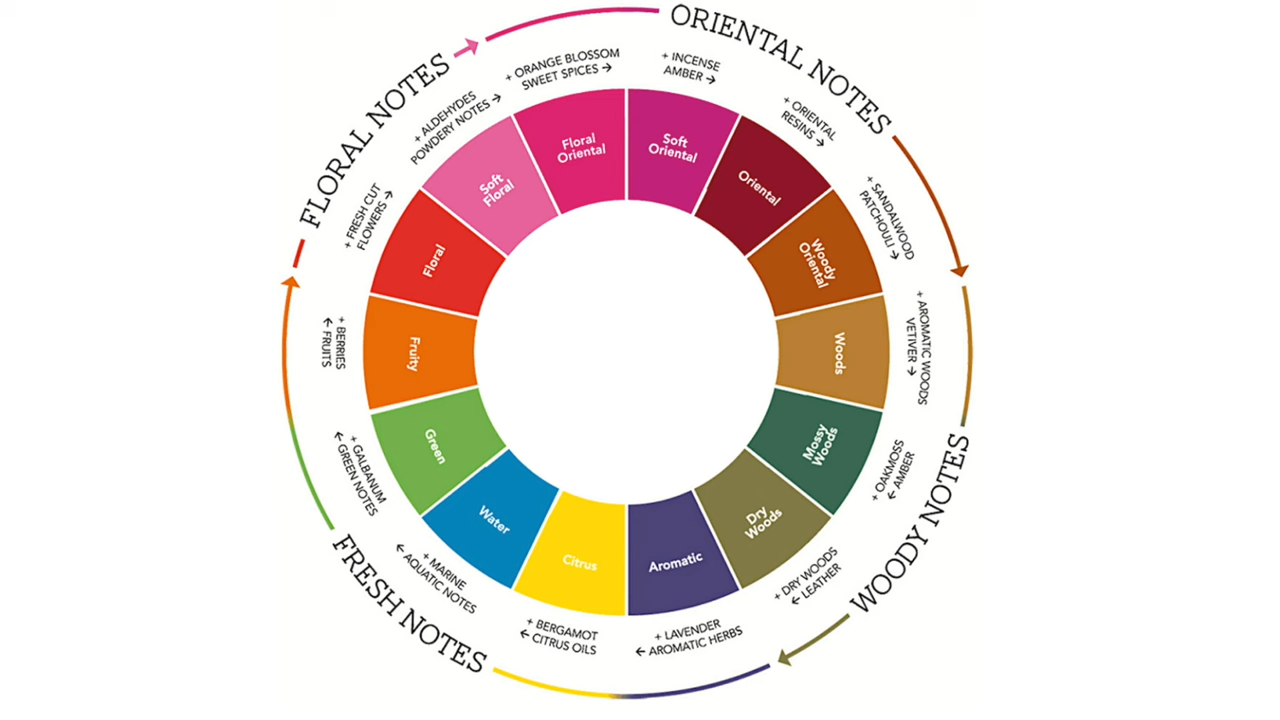 ORIENTAL NOTES
+ INCENSE
AMBER →
+ ORIENTAL
RESINS →
+ SANDALWOOD
PATCHOULI →
+ AROMATIC WOODS
VETIVER →
WOODY NOTES
+ OAKMOSS
← AMBER
+ DRY WOODS
← LEATHER
+ LAVENDER
← AROMATIC HERBS
+ BERGAMOT
← CITRUS OILS
FRESH NOTES
+ MARINE
← AQUATIC NOTES
+ GALBANUM
← GREEN NOTES
+ BERRIES
← FRUITS
FLORAL NOTES
+ FRESH CUT
FLOWERS →
+ ALDEHYDES
POWDERY NOTES →
+ ORANGE BLOSSOM
SWEET SPICES →
Soft
Oriental
Oriental
Woody
Oriental
Woods
Mossy
Woods
Dry
Woods
Aromatic
Citrus
Water
Green
Fruity
Floral
Soft
Floral
Floral
Oriental